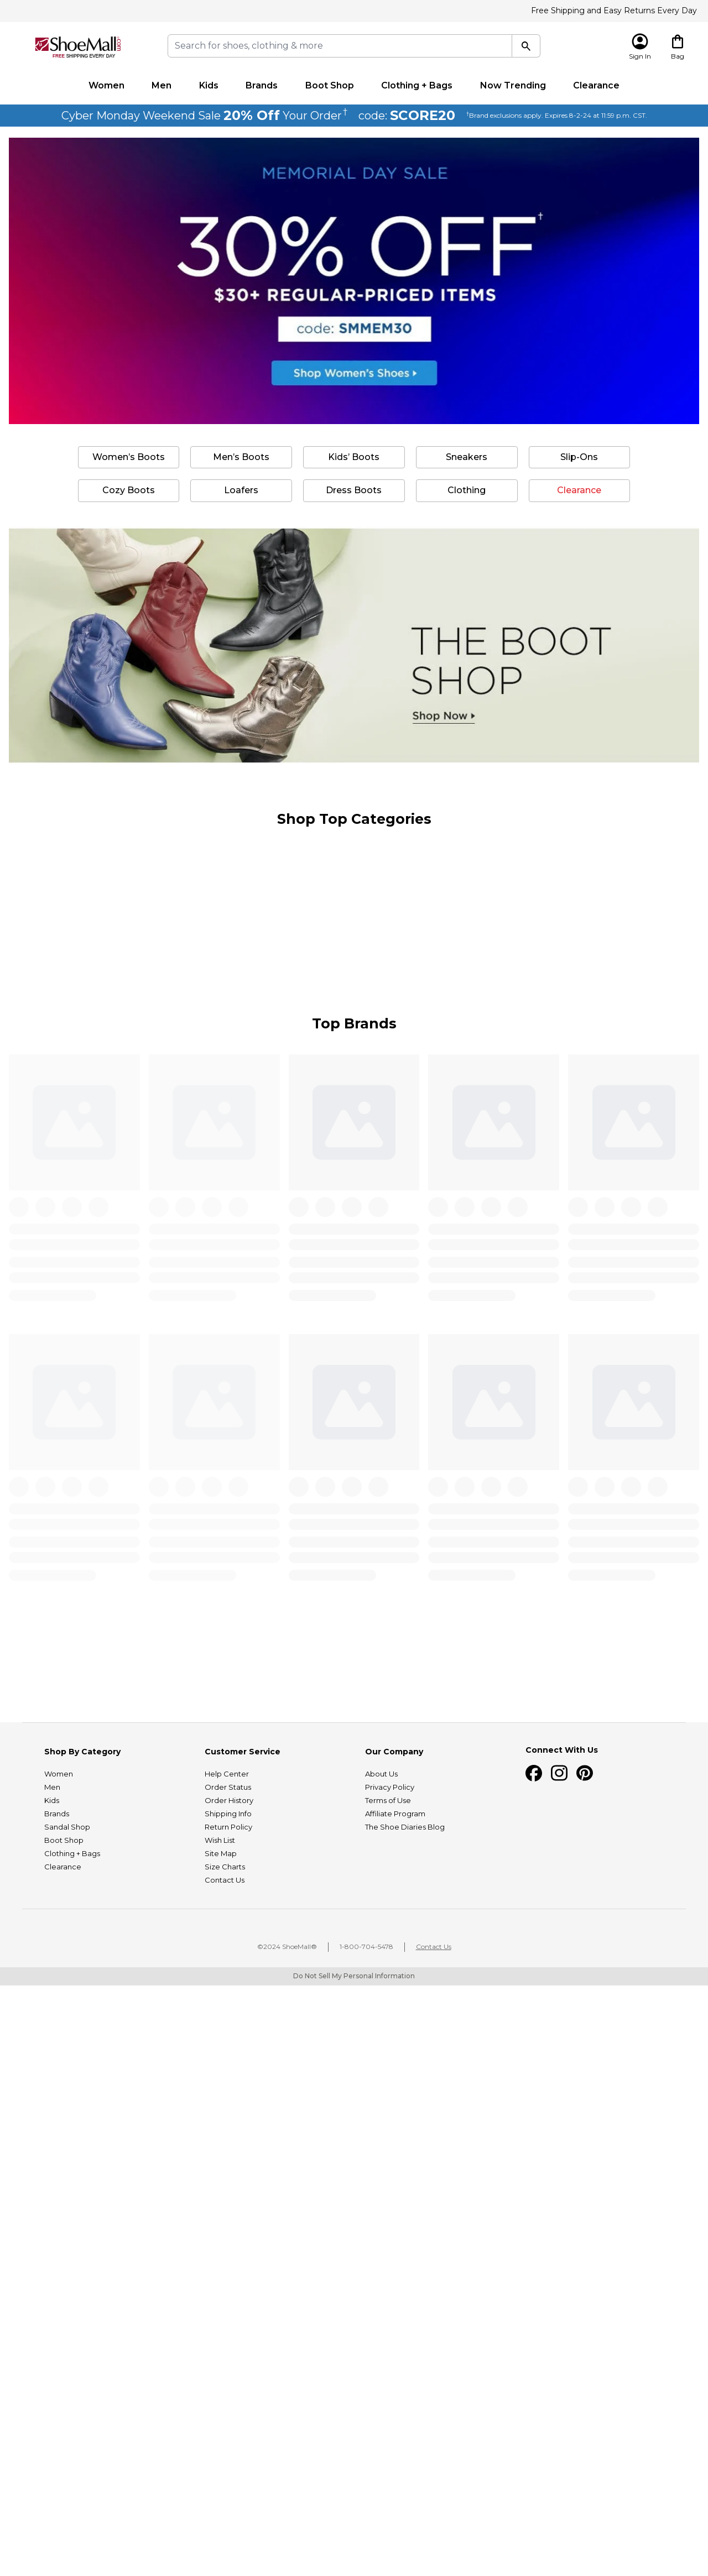 Free Shipping and Easy Returns Every Day
ShoeMall.com
FREE SHIPPING EVERY DAY
Search for shoes, clothing & more
Sign In
Bag
Women Men Kids Brands Boot Shop Clothing + Bags Now Trending Clearance
Cyber Monday Weekend Sale 20% Off Your Order† code: SCORE20 †Brand exclusions apply. Expires 8-2-24 at 11:59 p.m. CST.
MEMORIAL DAY SALE
30% OFF†
$30+ REGULAR-PRICED ITEMS
code: SMMEM30
Shop Women's Shoes
Women's Boots Men's Boots Kids' Boots Sneakers Slip-Ons
Cozy Boots Loafers Dress Boots Clothing Clearance
THE BOOT
SHOP
Shop Now
Shop Top Categories
Top Brands
Shop By Category
Women
Men
Kids
Brands
Sandal Shop
Boot Shop
Clothing + Bags
Clearance
Customer Service
Help Center
Order Status
Order History
Shipping Info
Return Policy
Wish List
Site Map
Size Charts
Contact Us
Our Company
About Us
Privacy Policy
Terms of Use
Affiliate Program
The Shoe Diaries Blog
Connect With Us
©2024 ShoeMall® 1-800-704-5478 Contact Us
Do Not Sell My Personal Information